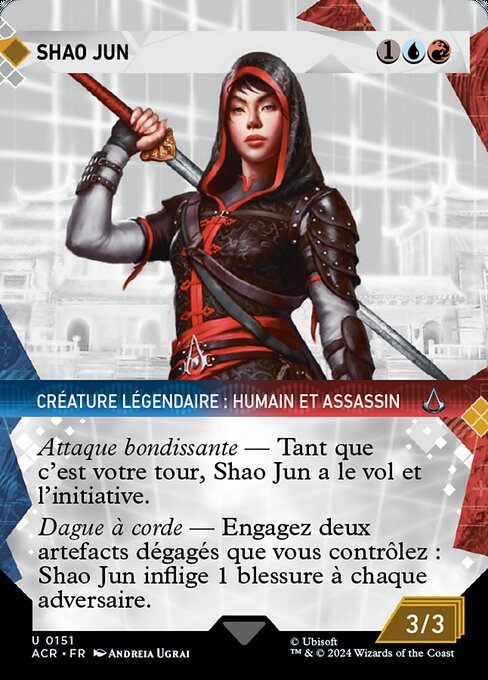 SHAO JUN
1
CRÉATURE LÉGENDAIRE : HUMAIN ET ASSASSIN
Attaque bondissante — Tant que
c'est votre tour, Shao Jun a le vol et
l'initiative.
Dague à corde — Engagez deux
artefacts dégagés que vous contrôlez :
Shao Jun inflige 1 blessure à chaque
adversaire.
3/3
U 0151
ACR • FR Andreia Ugrai
© Ubisoft
™ & © 2024 Wizards of the Coast